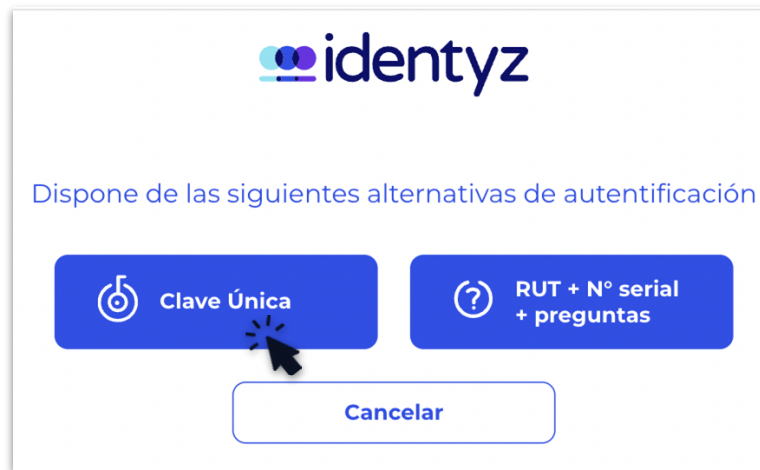 identyz
Dispone de las siguientes alternativas de autentificación
Clave Única
RUT + N° serial
+ preguntas
Cancelar